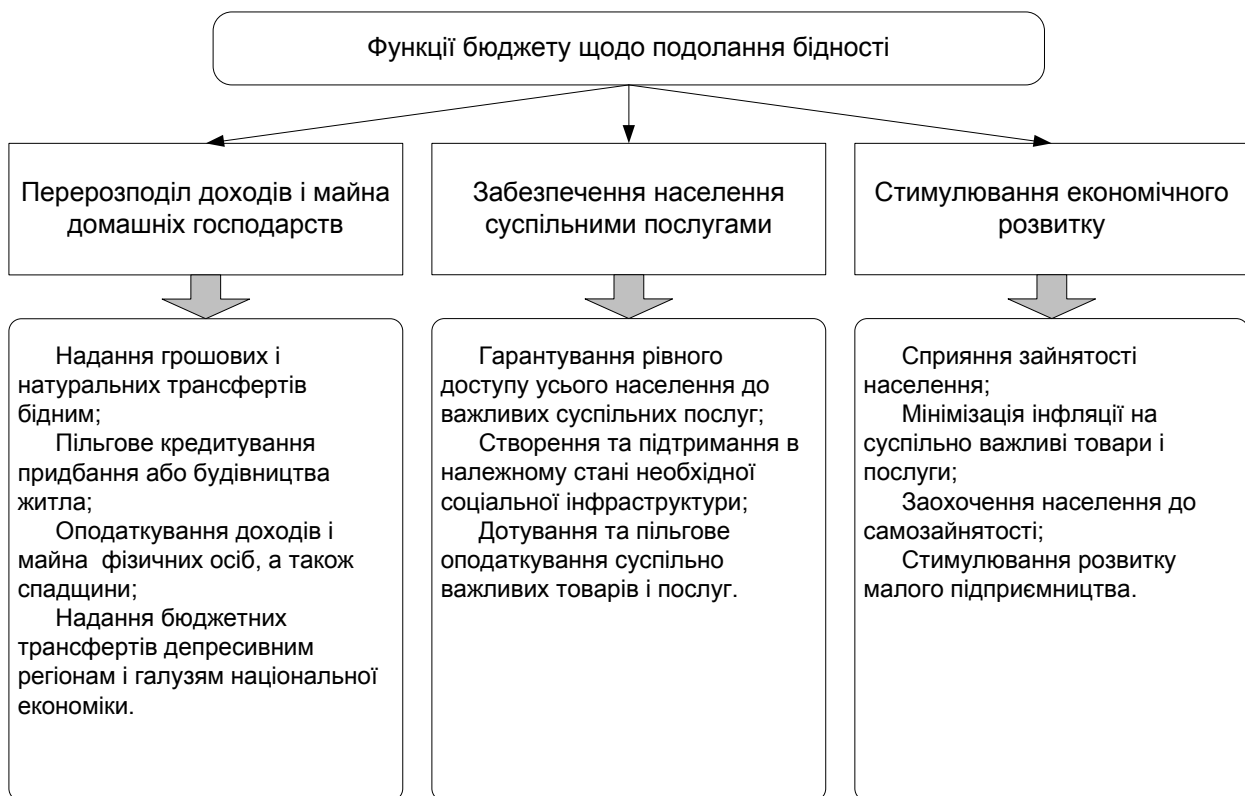 Функції бюджету щодо подолання бідності
Перерозподіл доходів і майна
домашніх господарств
Забезпечення населення
суспільними послугами
Стимулювання економічного
розвитку
Надання грошових і
натуральних трансфертів
бідним;
Пільгове кредитування
придбання або будівництва
житла;
Оподаткування доходів і
майна  фізичних осіб, а також
спадщини;
Надання бюджетних
трансфертів депресивним
регіонам і галузям національної
економіки.
Гарантування рівного
доступу усього населення до
важливих суспільних послуг;
Створення та підтримання в
належному стані необхідної
соціальної інфраструктури;
Дотування та пільгове
оподаткування суспільно
важливих товарів і послуг.
Сприяння зайнятості
населення;
Мінімізація інфляції на
суспільно важливі товари і
послуги;
Заохочення населення до
самозайнятості;
Стимулювання розвитку
малого підприємництва.